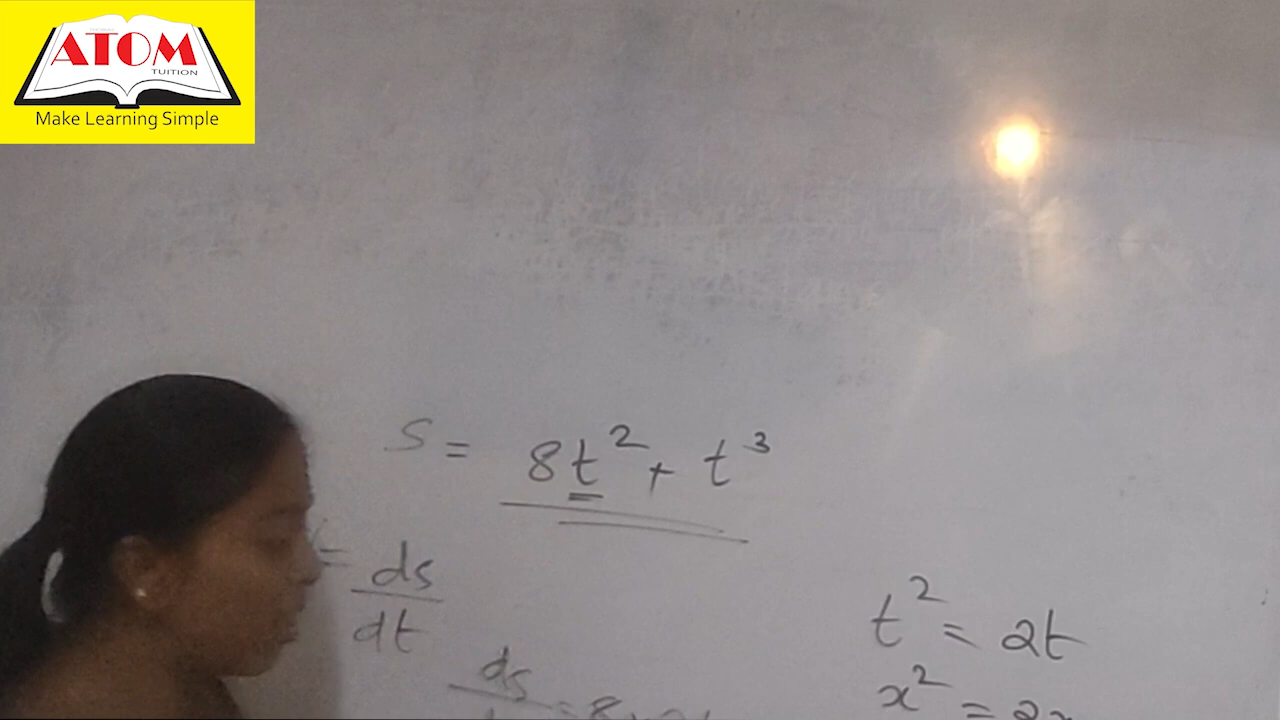 ATOM
TUITION
Make Learning Simple
S = 8t² + t³
= ds/dt
t² = 2t
x² = 2x
ds